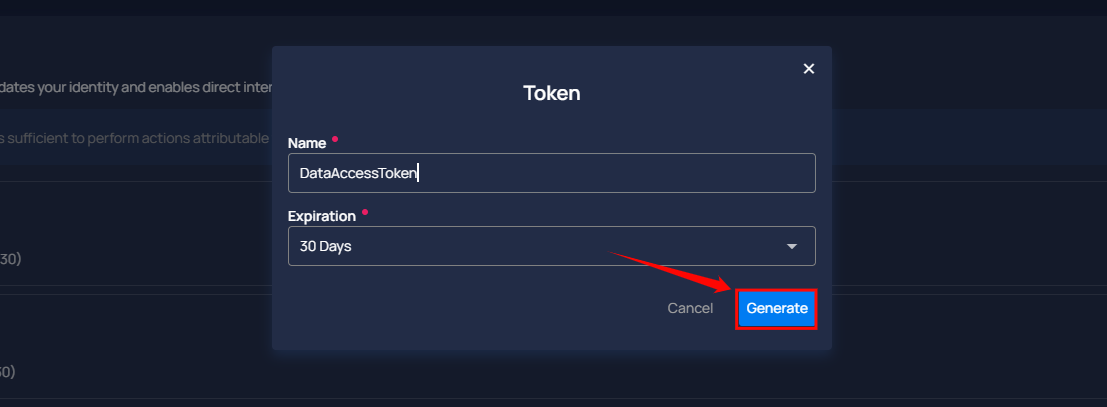 Token
dates your identity and enables direct inter
s sufficient to perform actions attributable
Name
DataAccessToken
Expiration
30 Days
30)
Cancel
Generate
30)